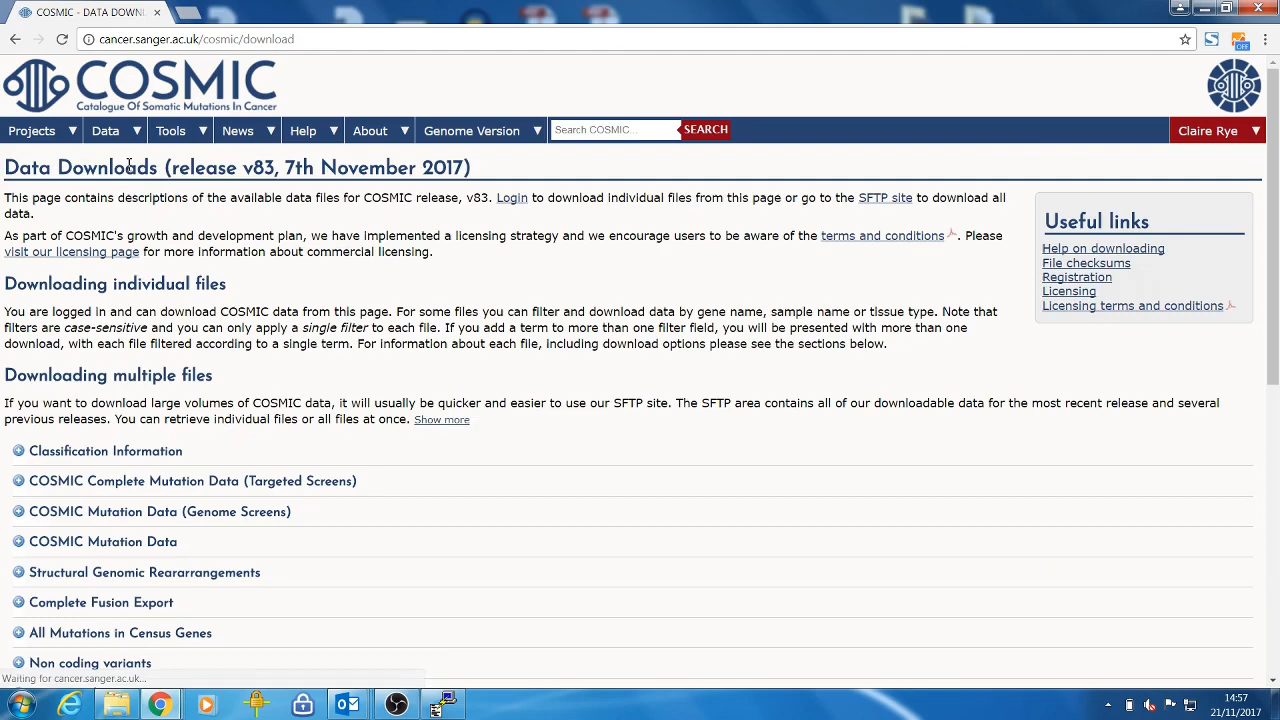 COSMIC - DATA DOWNL
cancer.sanger.ac.uk/cosmic/download
OFF
COSMIC
Catalogue Of Somatic Mutations In Cancer
Projects ▼ Data ▼ Tools ▼ News ▼ Help ▼ About ▼ Genome Version ▼ Search COSMIC... SEARCH Claire Rye ▼
Data Downloads (release v83, 7th November 2017)
This page contains descriptions of the available data files for COSMIC release, v83. Login to download individual files from this page or go to the SFTP site to download all
data.
As part of COSMIC's growth and development plan, we have implemented a licensing strategy and we encourage users to be aware of the terms and conditions. Please
visit our licensing page for more information about commercial licensing.
Useful links
Help on downloading
File checksums
Registration
Licensing
Licensing terms and conditions
Downloading individual files
You are logged in and can download COSMIC data from this page. For some files you can filter and download data by gene name, sample name or tissue type. Note that
filters are case-sensitive and you can only apply a single filter to each file. If you add a term to more than one filter field, you will be presented with more than one
download, with each file filtered according to a single term. For information about each file, including download options please see the sections below.
Downloading multiple files
If you want to download large volumes of COSMIC data, it will usually be quicker and easier to use our SFTP site. The SFTP area contains all of our downloadable data for the most recent release and several
previous releases. You can retrieve individual files or all files at once. Show more
Classification Information
COSMIC Complete Mutation Data (Targeted Screens)
COSMIC Mutation Data (Genome Screens)
COSMIC Mutation Data
Structural Genomic Rearrarrangements
Complete Fusion Export
All Mutations in Census Genes
Non coding variants
Waiting for cancer.sanger.ac.uk...
14:57
21/11/2017